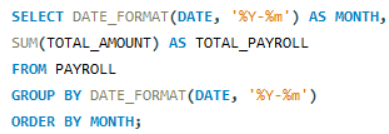 SELECT DATE_FORMAT(DATE, '%Y-%m') AS MONTH,
SUM(TOTAL_AMOUNT) AS TOTAL_PAYROLL
FROM PAYROLL
GROUP BY DATE_FORMAT(DATE, '%Y-%m')
ORDER BY MONTH;